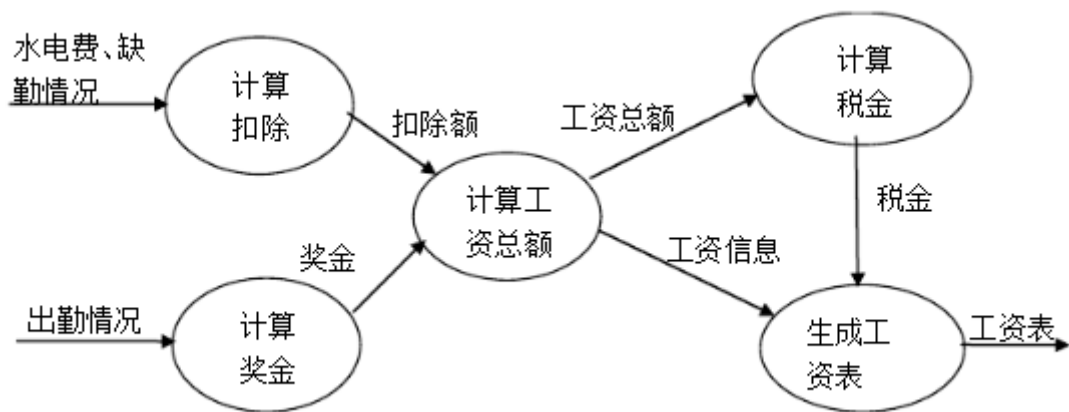 水电费、缺
勤情况
计算
扣除
扣除额
工资总额
计算
税金
计算工
资总额
税金
奖金
工资信息
出勤情况
计算
奖金
生成工
资表
工资表